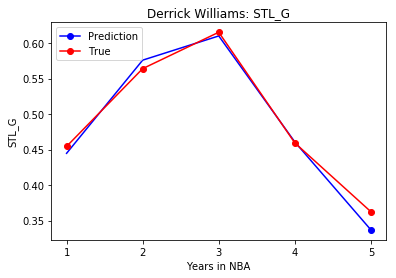 Derrick Williams: STL_G
Prediction
True
STL_G
0.60
0.55
0.50
0.45
0.40
0.35
1 2 3 4 5
Years in NBA